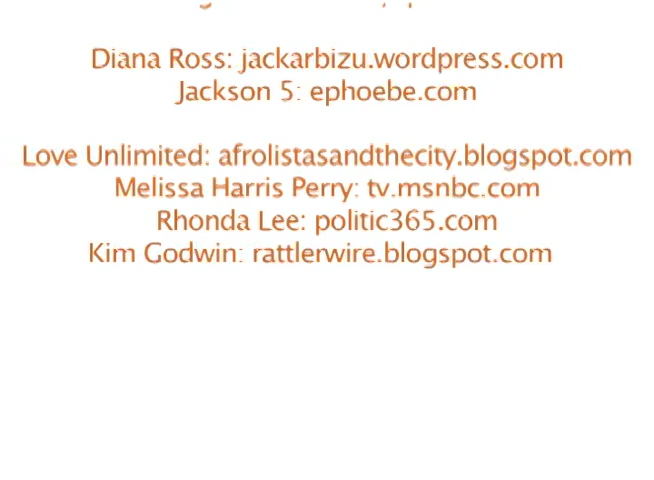 Diana Ross: jackarbizu.wordpress.com
Jackson 5: ephoebe.com
Love Unlimited: afrolistasandthecity.blogspot.com
Melissa Harris Perry: tv.msnbc.com
Rhonda Lee: politic365.com
Kim Godwin: rattlerwire.blogspot.com